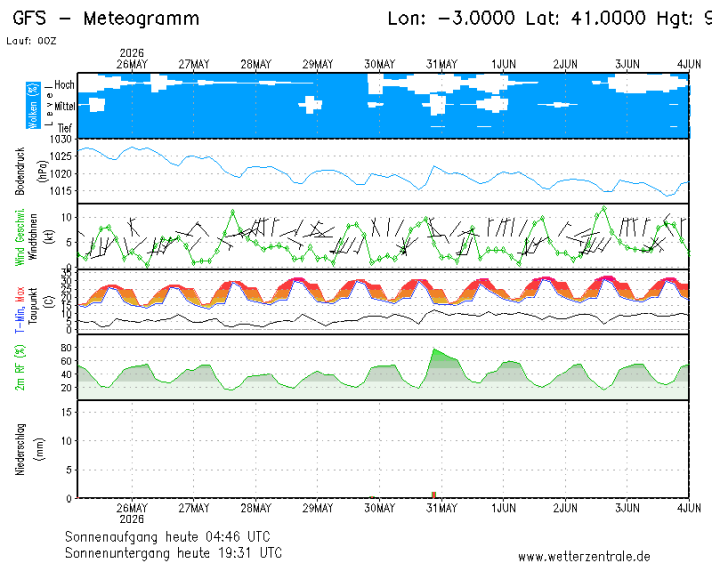 GFS – Meteogramm
Lon: −3.0000 Lat: 41.0000 Hgt: 9
Lauf: 00Z
2026
26MAY 27MAY 28MAY 29MAY 30MAY 31MAY 1JUN 2JUN 3JUN 4JUN
Wolken (%)
Level
Hoch
Mittel
Tief
Bodendruck
(hPa)
1030
1025
1020
1015
Wind Geschwi.
Windfahnen
(kt)
10
5
0
T-Min, Max
Taupunkt
(C)
35
30
25
20
15
10
5
0
2m RF (%)
80
60
40
20
Niederschlag
(mm)
15
10
5
0
26MAY 27MAY 28MAY 29MAY 30MAY 31MAY 1JUN 2JUN 3JUN 4JUN
2026
Sonnenaufgang heute 04:46 UTC
Sonnenuntergang heute 19:31 UTC
www.wetterzentrale.de